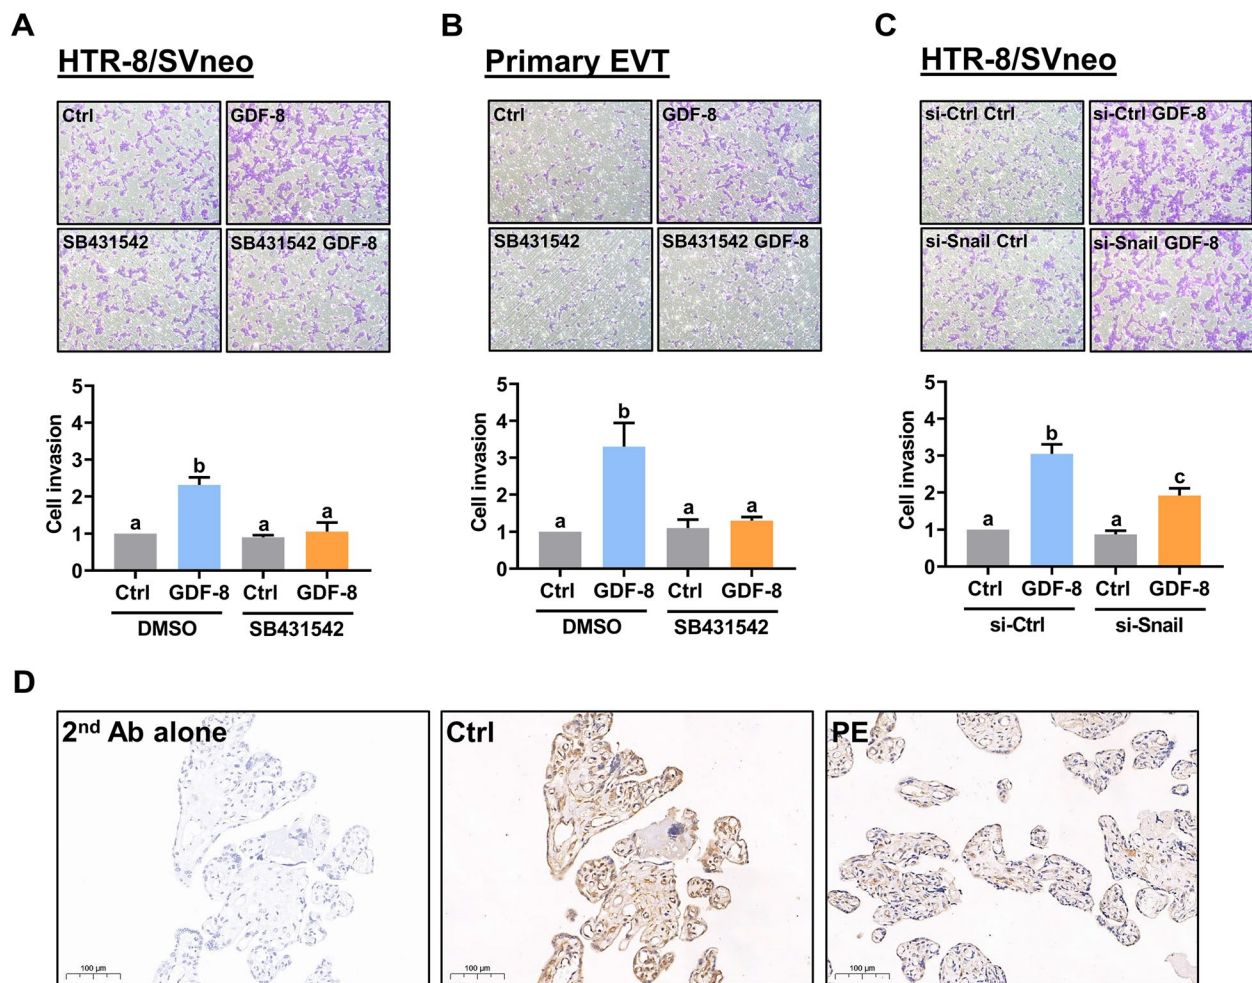 A
HTR-8/SVneo
Ctrl
GDF-8
SB431542
SB431542 GDF-8
Cell invasion
5
4
3
2
1
0
a
b
a
a
Ctrl
GDF-8
Ctrl
GDF-8
DMSO
SB431542
B
Primary EVT
Ctrl
GDF-8
SB431542
SB431542 GDF-8
Cell invasion
5
4
3
2
1
0
a
b
a
a
Ctrl
GDF-8
Ctrl
GDF-8
DMSO
SB431542
C
HTR-8/SVneo
si-Ctrl Ctrl
si-Ctrl GDF-8
si-Snail Ctrl
si-Snail GDF-8
Cell invasion
5
4
3
2
1
0
a
b
a
c
Ctrl
GDF-8
Ctrl
GDF-8
si-Ctrl
si-Snail
D
2nd Ab alone
100 μm
Ctrl
100 μm
PE
100 μm